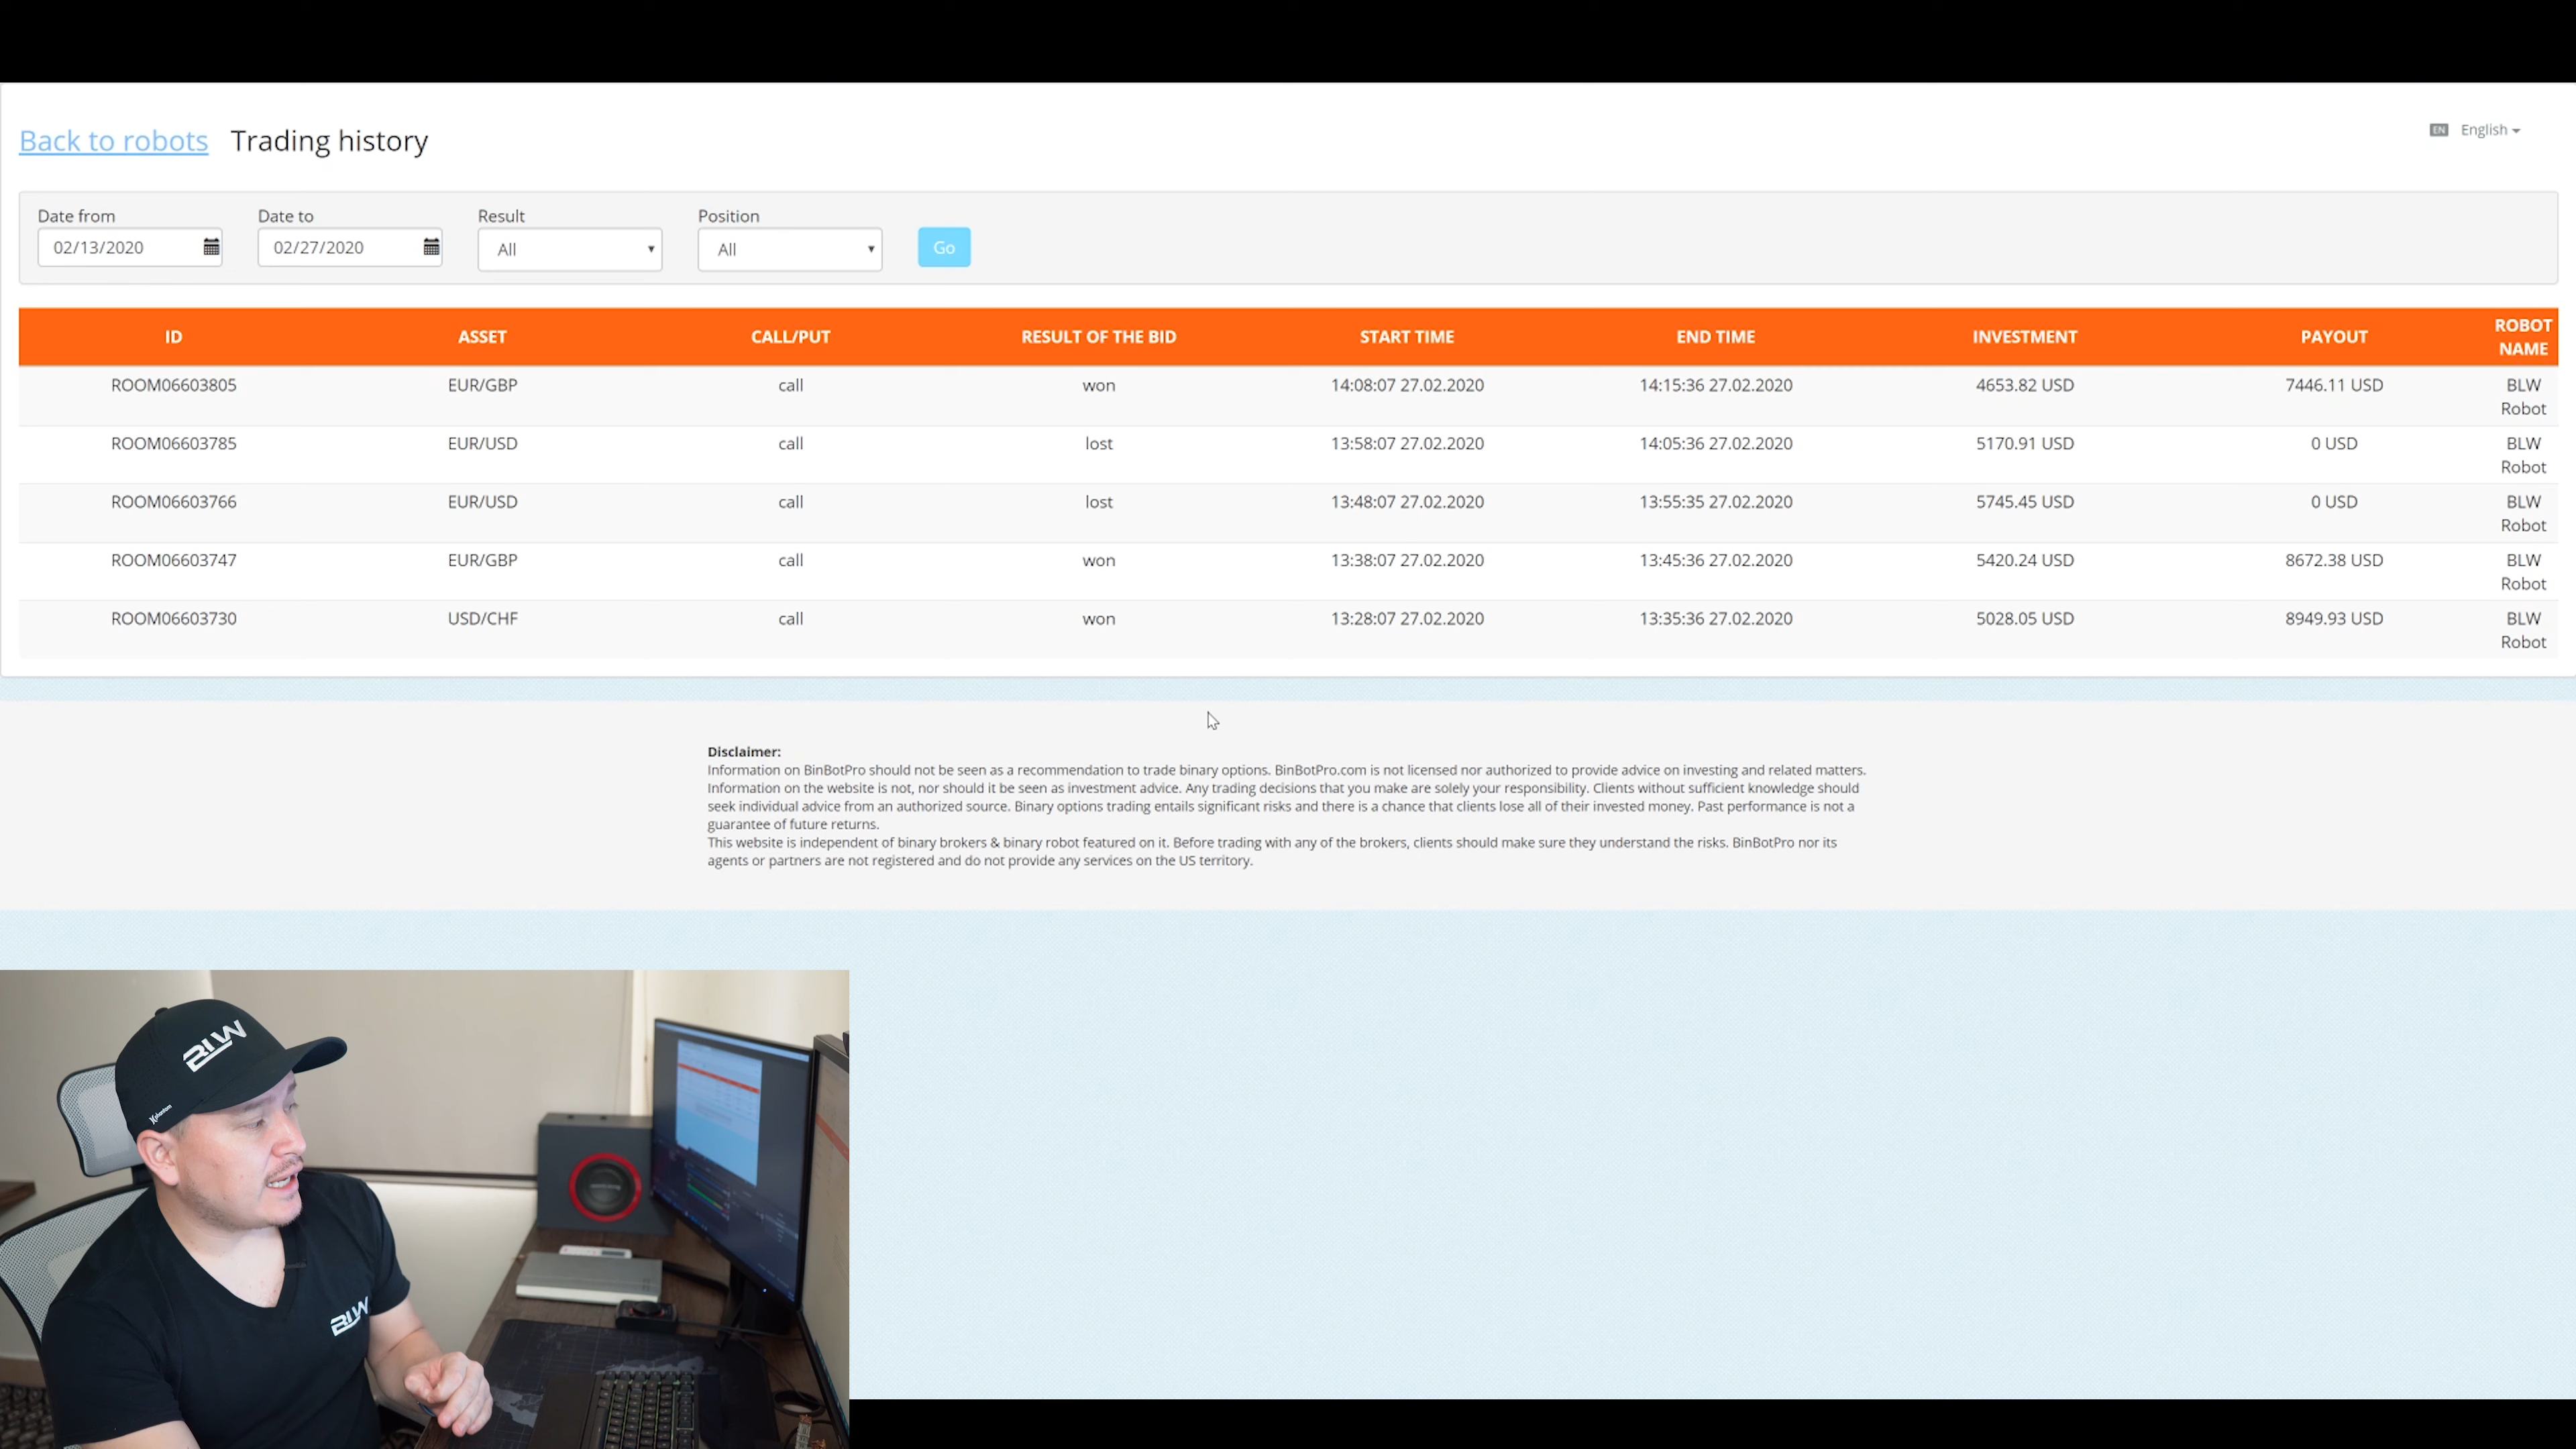 Back to robots Trading history
EN English
Date from Date to Result Position
02/13/2020 02/27/2020 All All Go
ID ASSET CALL/PUT RESULT OF THE BID START TIME END TIME INVESTMENT PAYOUT ROBOT NAME
ROOM06603805 EUR/GBP call won 14:08:07 27.02.2020 14:15:36 27.02.2020 4653.82 USD 7446.11 USD BLW Robot
ROOM06603785 EUR/USD call lost 13:58:07 27.02.2020 14:05:36 27.02.2020 5170.91 USD 0 USD BLW Robot
ROOM06603766 EUR/USD call lost 13:48:07 27.02.2020 13:55:35 27.02.2020 5745.45 USD 0 USD BLW Robot
ROOM06603747 EUR/GBP call won 13:38:07 27.02.2020 13:45:36 27.02.2020 5420.24 USD 8672.38 USD BLW Robot
ROOM06603730 USD/CHF call won 13:28:07 27.02.2020 13:35:36 27.02.2020 5028.05 USD 8949.93 USD BLW Robot
Disclaimer:
Information on BinBotPro should not be seen as a recommendation to trade binary options. BinBotPro.com is not licensed nor authorized to provide advice on investing and related matters.
Information on the website is not, nor should it be seen as investment advice. Any trading decisions that you make are solely your responsibility. Clients without sufficient knowledge should
seek individual advice from an authorized source. Binary options trading entails significant risks and there is a chance that clients lose all of their invested money. Past performance is not a
guarantee of future returns.
This website is independent of binary brokers & binary robot featured on it. Before trading with any of the brokers, clients should make sure they understand the risks. BinBotPro nor its
agents or partners are not registered and do not provide any services on the US territory.
BLW
BLW